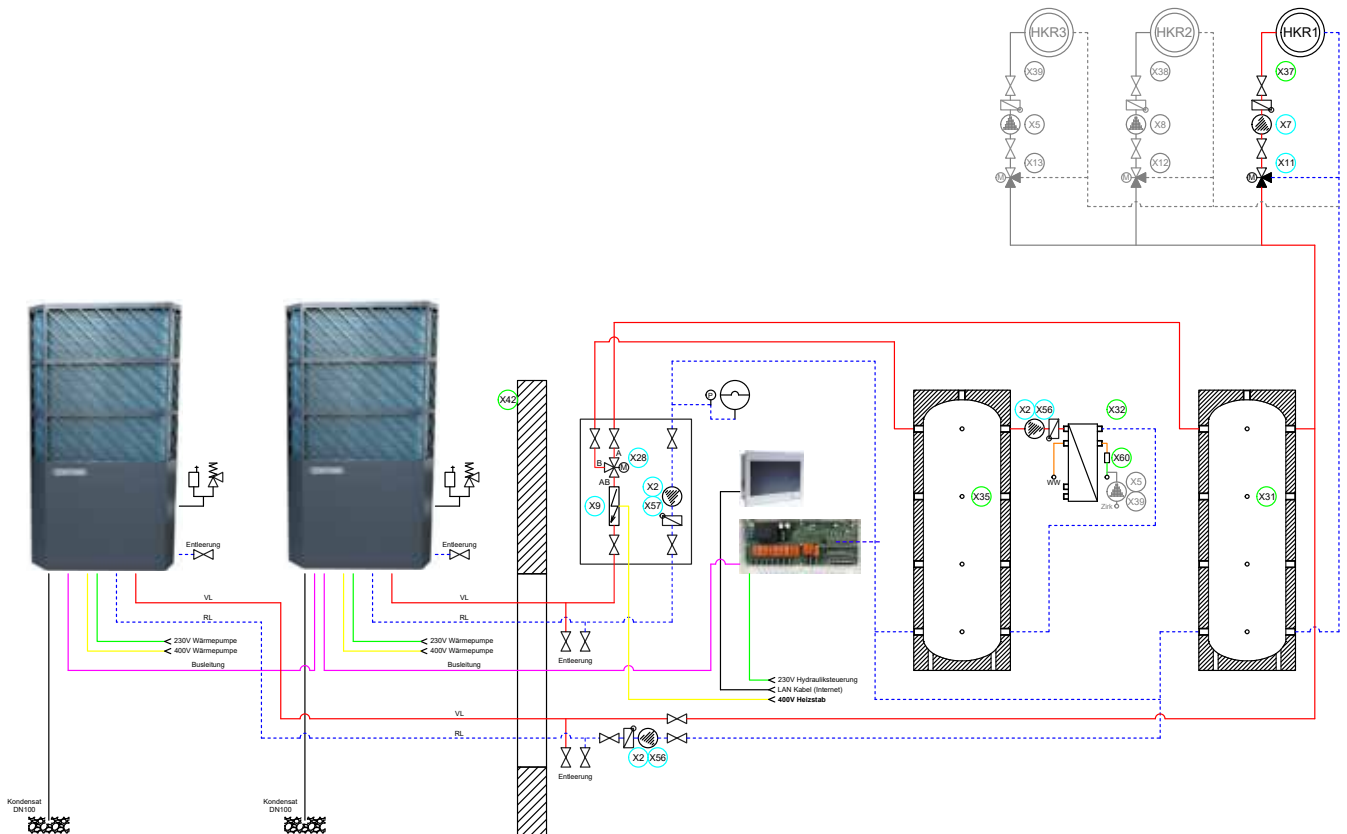 HKR3
HKR2
HKR1
X39
X38
X37
X5
X8
X7
X13
X12
X11
M
M
M
X42
P
A
B
M
X28
AB
X9
X2
X57
X2
X56
X32
X60
WW
X5
X39
Zirk
X35
X31
Entleerung
Entleerung
VL
RL
VL
RL
230V Wärmepumpe
400V Wärmepumpe
Busleitung
230V Wärmepumpe
400V Wärmepumpe
Busleitung
Entleerung
230V Hydrauliksteuerung
LAN Kabel (Internet)
400V Heizstab
VL
RL
X2
X56
Entleerung
Kondensat
DN100
Kondensat
DN100